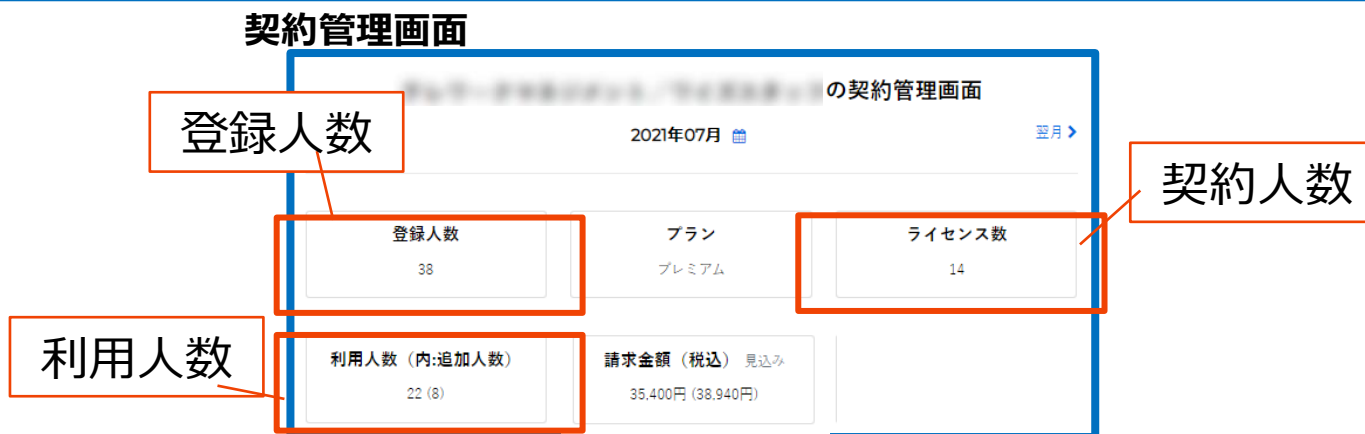 契約管理画面
の契約管理画面
登録人数
2021年07月
翌月
契約人数
登録人数
プラン
ライセンス数
38
プレミアム
14
利用人数
利用人数（内:追加人数）
請求金額（税込） 見込み
22 (8)
35,400円 (38,940円)